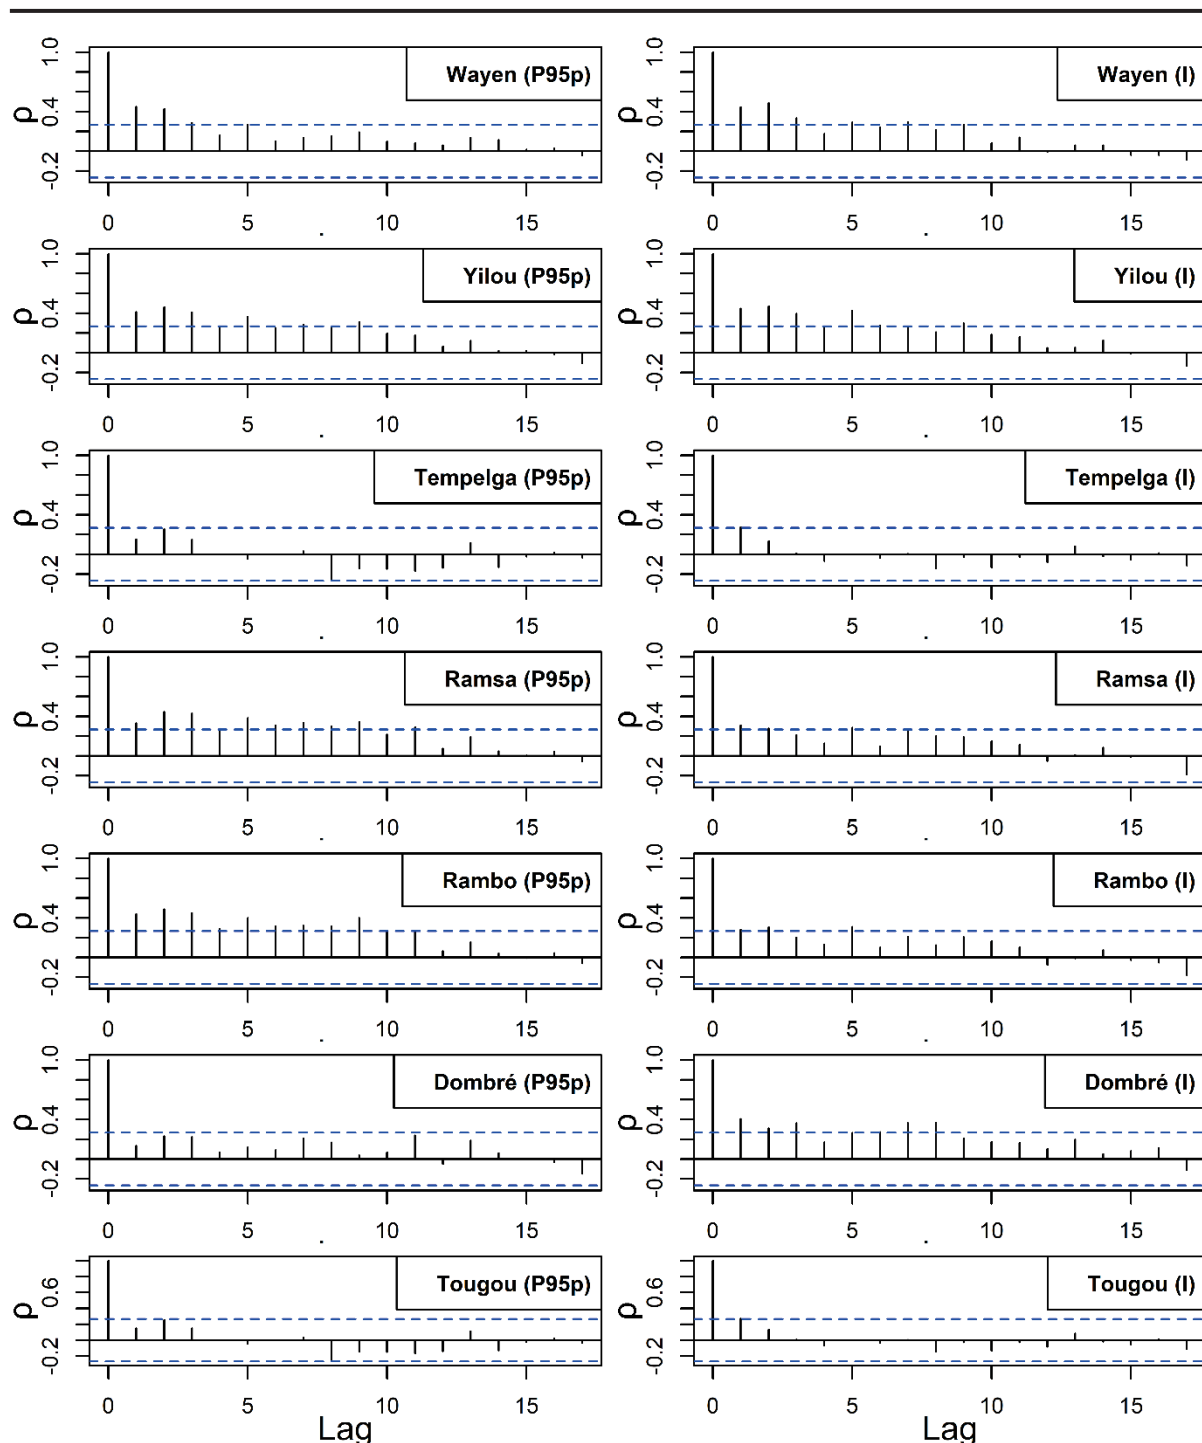 Wayen (P95p) Wayen (I)
ρ 1.0 0.4 -0.2 ρ 1.0 0.4 -0.2
0 5 10 15 0 5 10 15
Yilou (P95p) Yilou (I)
ρ 1.0 0.4 -0.2 ρ 1.0 0.4 -0.2
0 5 10 15 0 5 10 15
Tempelga (P95p) Tempelga (I)
ρ 1.0 0.4 -0.2 ρ 1.0 0.4 -0.2
0 5 10 15 0 5 10 15
Ramsa (P95p) Ramsa (I)
ρ 1.0 0.4 -0.2 ρ 1.0 0.4 -0.2
0 5 10 15 0 5 10 15
Rambo (P95p) Rambo (I)
ρ 1.0 0.4 -0.2 ρ 1.0 0.4 -0.2
0 5 10 15 0 5 10 15
Dombré (P95p) Dombré (I)
ρ 1.0 0.4 -0.2 ρ 1.0 0.4 -0.2
0 5 10 15 0 5 10 15
Tougou (P95p) Tougou (I)
ρ 0.6 -0.2 ρ 0.6 -0.2
0 5 10 15 0 5 10 15
Lag Lag